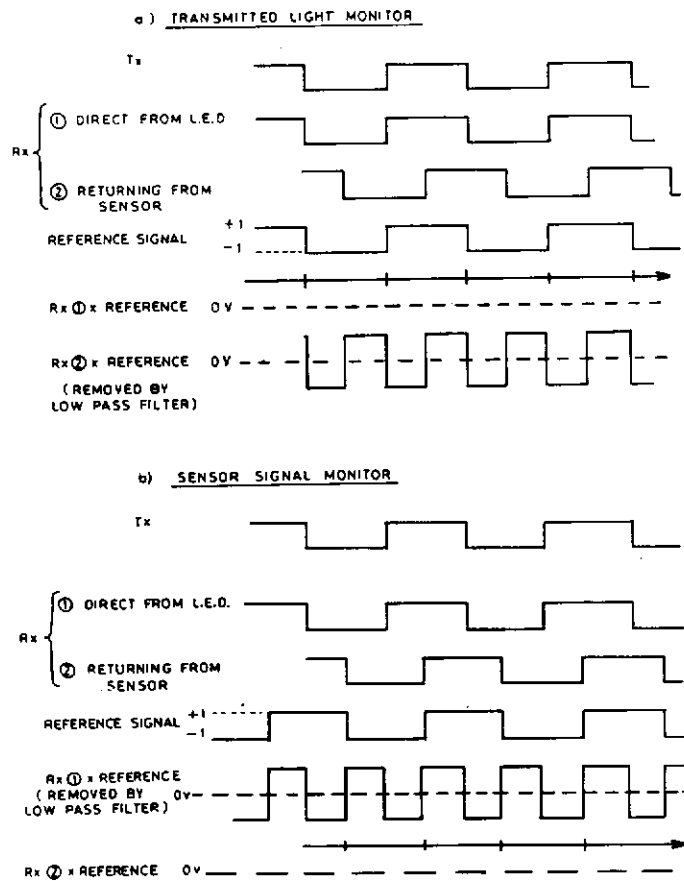 a) TRANSMITTED LIGHT MONITOR
Tx
Rx
① DIRECT FROM L.E.D
② RETURNING FROM
SENSOR
REFERENCE SIGNAL +1
-1
Rx ① x REFERENCE 0V
Rx ② x REFERENCE 0V
(REMOVED BY
LOW PASS FILTER)
b) SENSOR SIGNAL MONITOR
Tx
Rx
① DIRECT FROM L.E.D.
② RETURNING FROM
SENSOR
REFERENCE SIGNAL +1
-1
Rx ① x REFERENCE
(REMOVED BY 0V
LOW PASS FILTER)
Rx ② x REFERENCE 0V